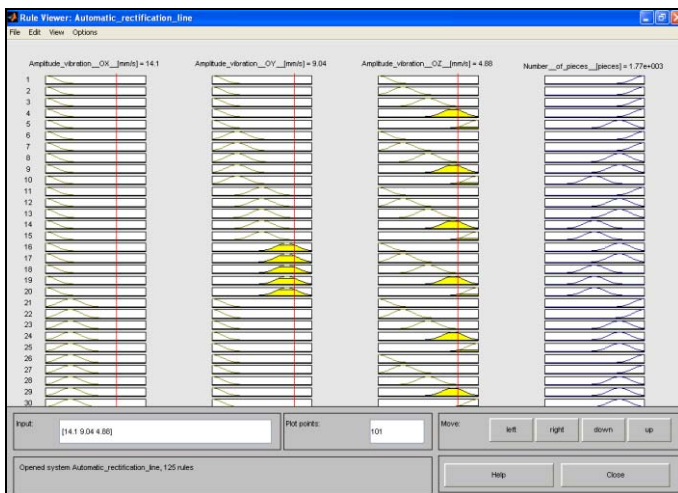 Rule Viewer: Automatic_rectification_line
File Edit View Options
Amplitude_vibration__OX__[mm/s] = 14.1
Amplitude_vibration__OY__[mm/s] = 9.04
Amplitude_vibration__OZ__[mm/s] = 4.88
Number__of_pieces__[pieces] = 1.77e+003
1
2
3
4
5
6
7
8
9
10
11
12
13
14
15
16
17
18
19
20
21
22
23
24
25
26
27
28
29
30
Input:
[14.1 9.04 4.88]
Plot points:
101
Move:
left
right
down
up
Opened system Automatic_rectification_line, 125 rules
Help
Close